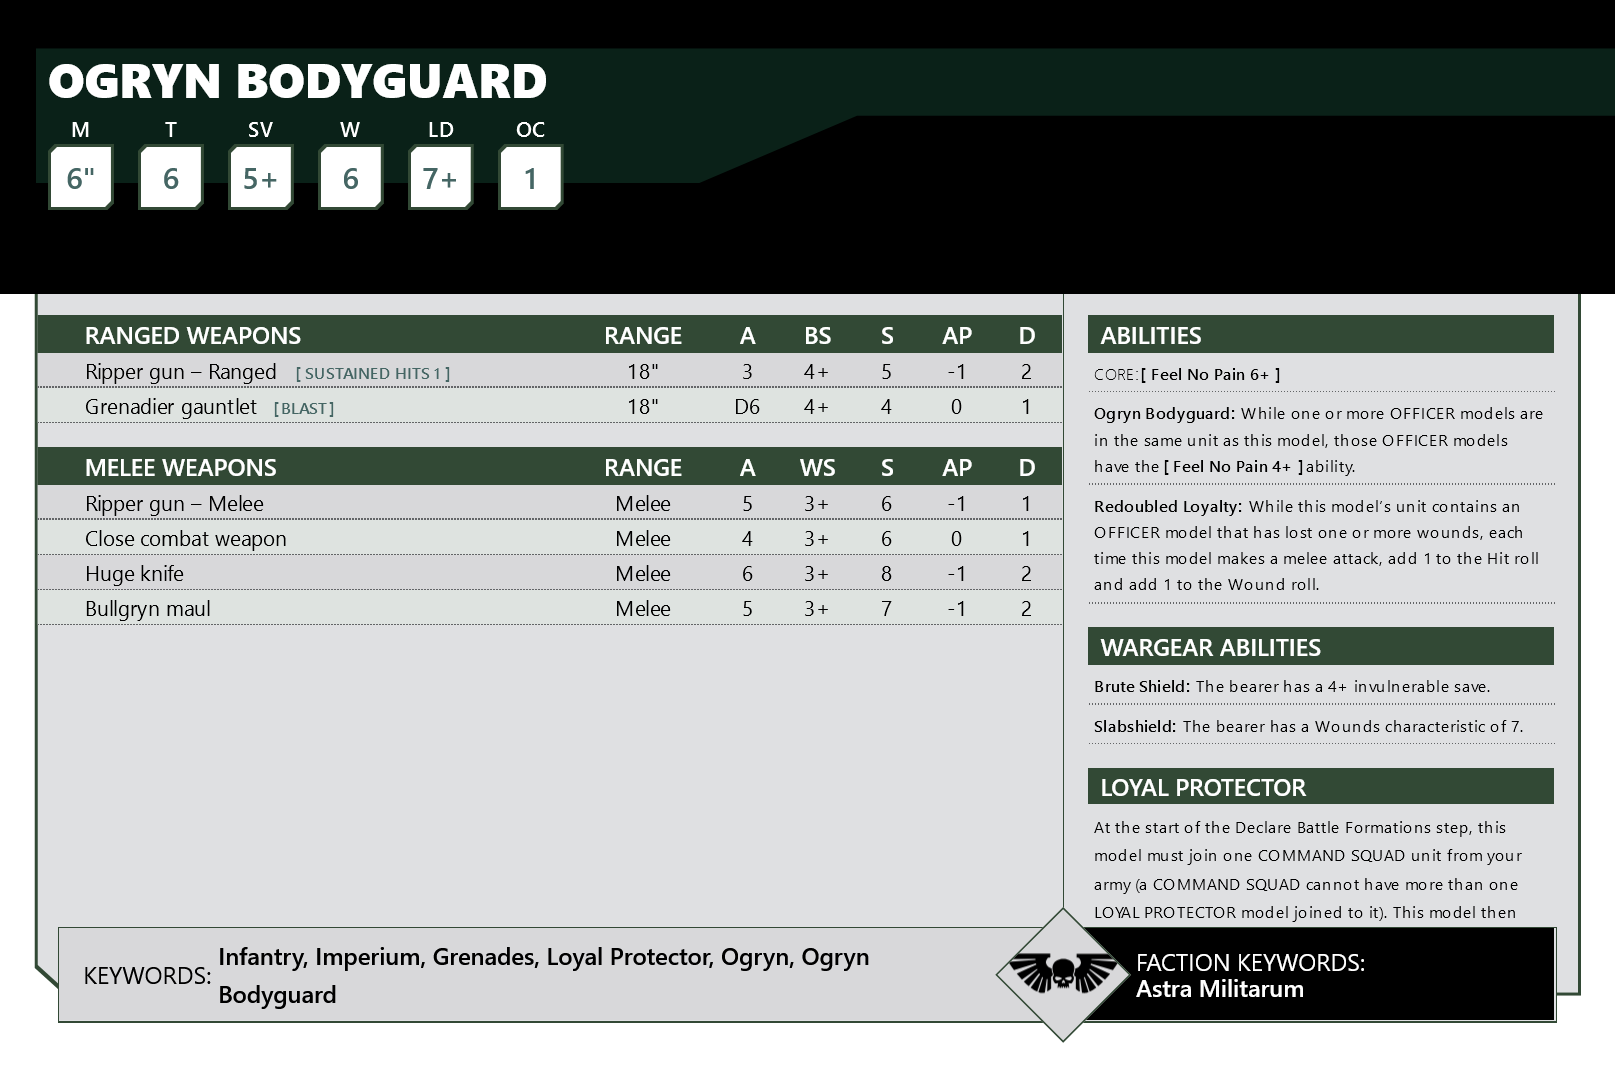 OGRYN BODYGUARD
M T SV W LD OC
6" 6 5+ 6 7+ 1
RANGED WEAPONS RANGE A BS S AP D
Ripper gun – Ranged [ SUSTAINED HITS 1 ] 18" 3 4+ 5 -1 2
Grenadier gauntlet [ BLAST ] 18" D6 4+ 4 0 1
MELEE WEAPONS RANGE A WS S AP D
Ripper gun – Melee Melee 5 3+ 6 -1 1
Close combat weapon Melee 4 3+ 6 0 1
Huge knife Melee 6 3+ 8 -1 2
Bullgryn maul Melee 5 3+ 7 -1 2
ABILITIES
CORE: [ Feel No Pain 6+ ]
Ogryn Bodyguard: While one or more OFFICER models are
in the same unit as this model, those OFFICER models
have the [ Feel No Pain 4+ ] ability.
Redoubled Loyalty: While this model's unit contains an
OFFICER model that has lost one or more wounds, each
time this model makes a melee attack, add 1 to the Hit roll
and add 1 to the Wound roll.
WARGEAR ABILITIES
Brute Shield: The bearer has a 4+ invulnerable save.
Slabshield: The bearer has a Wounds characteristic of 7.
LOYAL PROTECTOR
At the start of the Declare Battle Formations step, this
model must join one COMMAND SQUAD unit from your
army (a COMMAND SQUAD cannot have more than one
LOYAL PROTECTOR model joined to it). This model then
KEYWORDS: Infantry, Imperium, Grenades, Loyal Protector, Ogryn, Ogryn
Bodyguard
FACTION KEYWORDS:
Astra Militarum